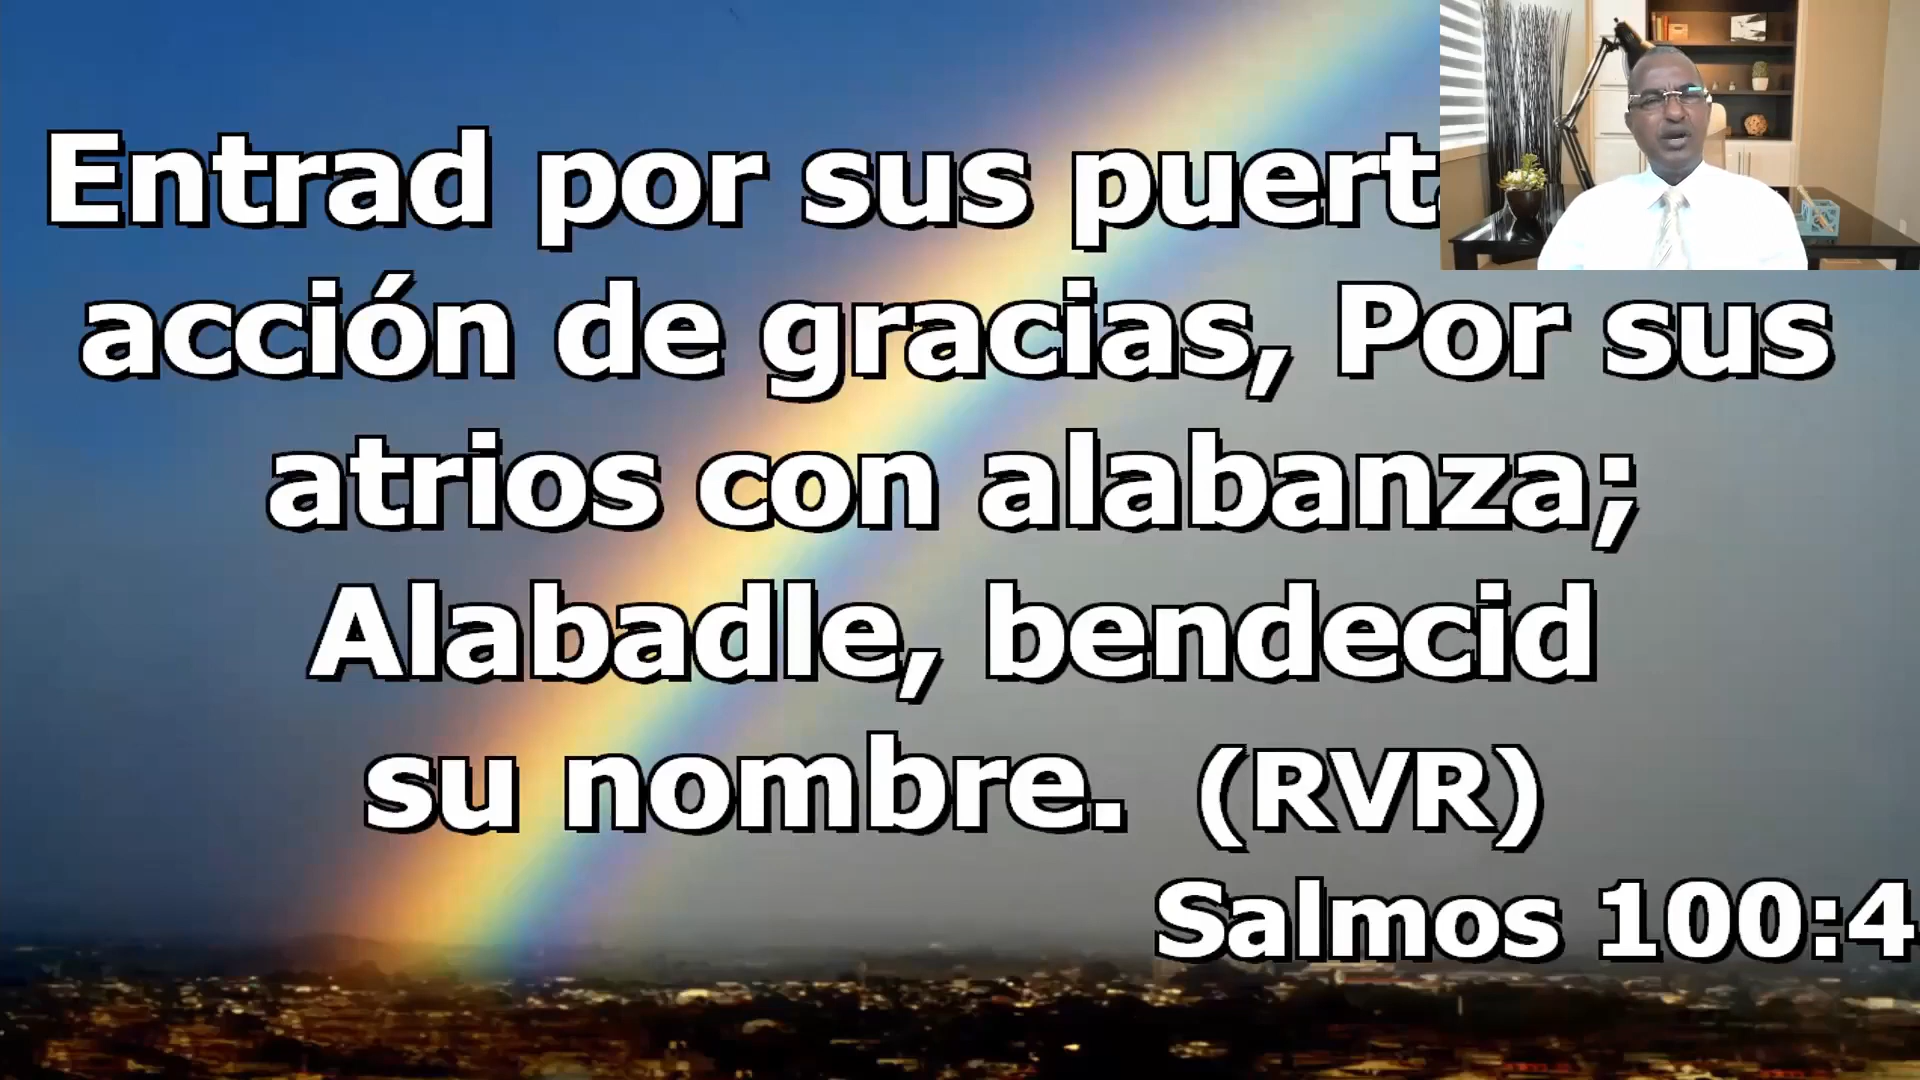 Entrad por sus
acción de gracias, Por sus
atrios con alabanza;
Alabadle, bendecid
su nombre. (RVR)
Salmos 100:4